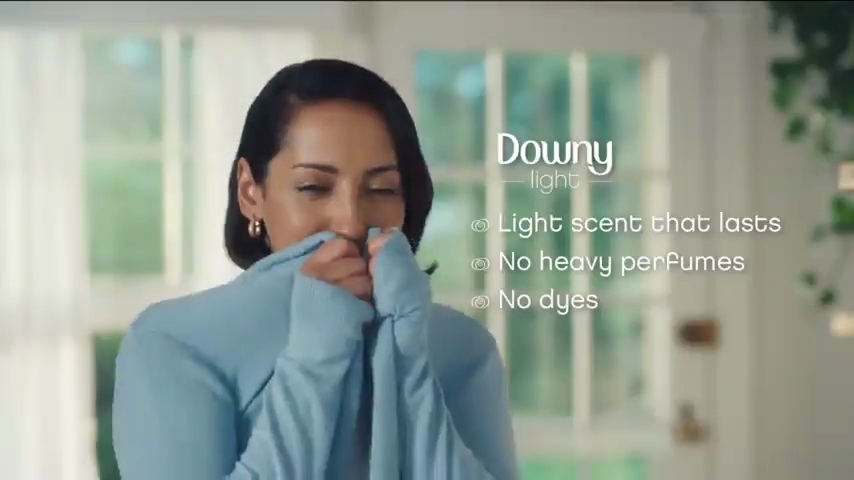 Downy
light
Light scent that lasts
No heavy perfumes
No dyes